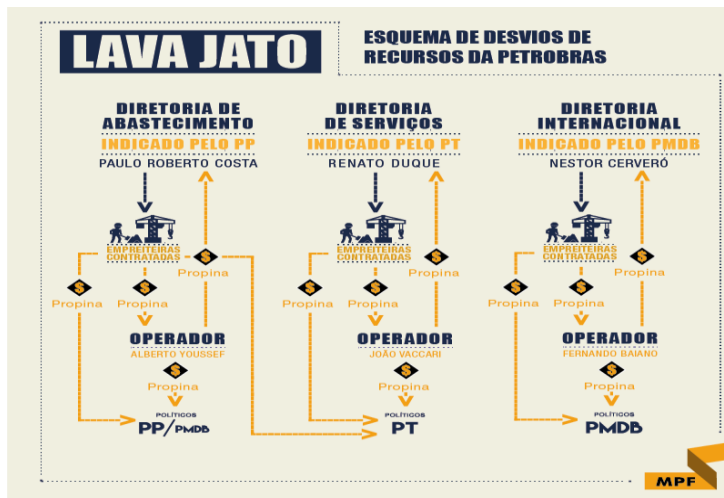 LAVA JATO
ESQUEMA DE DESVIOS DE
RECURSOS DA PETROBRAS
DIRETORIA DE
ABASTECIMENTO
INDICADO PELO PP
PAULO ROBERTO COSTA
EMPREITEIRAS
CONTRATADAS
$
Propina
$
Propina
$
Propina
OPERADOR
ALBERTO YOUSSEF
$
Propina
POLÍTICOS
PP/PMDB
DIRETORIA
DE SERVIÇOS
INDICADO PELO PT
RENATO DUQUE
EMPREITEIRAS
CONTRATADAS
$
Propina
$
Propina
$
Propina
OPERADOR
JOÃO VACCARI
$
Propina
POLÍTICOS
PT
DIRETORIA
INTERNACIONAL
INDICADO PELO PMDB
NESTOR CERVERÓ
EMPREITEIRAS
CONTRATADAS
$
Propina
$
Propina
$
Propina
OPERADOR
FERNANDO BAIANO
$
Propina
POLÍTICOS
PMDB
MPF